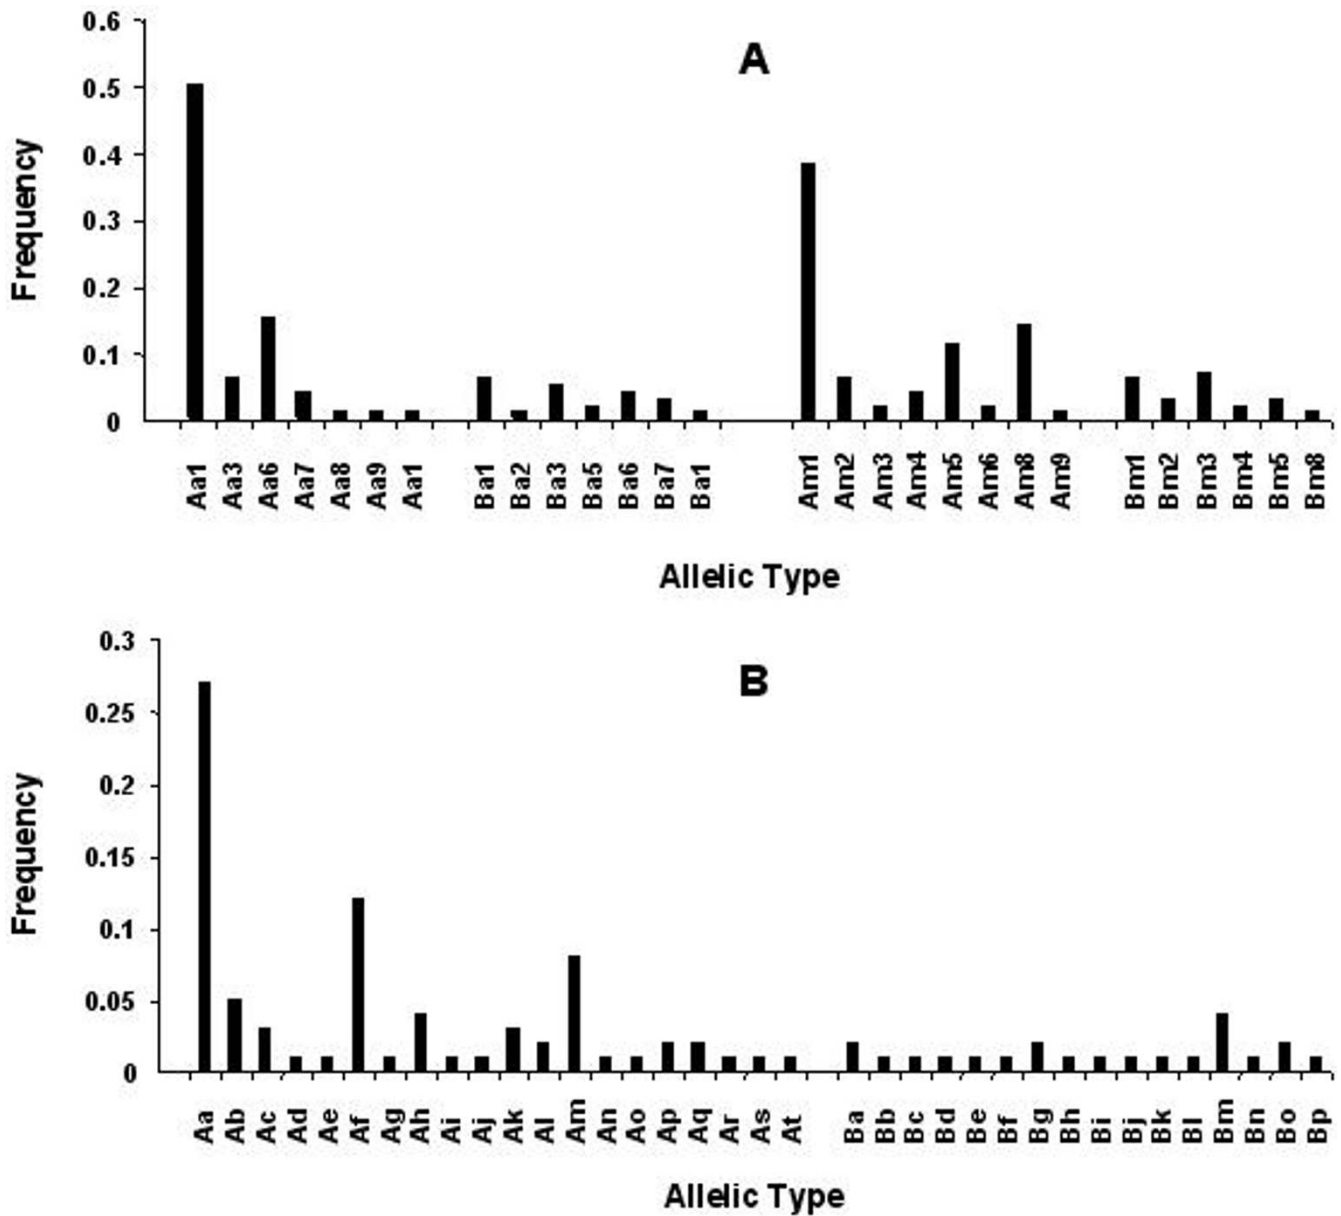 A
0.6
0.5
0.4
0.3
0.2
0.1
0
Frequency
Aa1 Aa3 Aa6 Aa7 Aa8 Aa9 Aa1 Ba1 Ba2 Ba3 Ba5 Ba6 Ba7 Ba1 Am1 Am2 Am3 Am4 Am5 Am6 Am8 Am9 Bm1 Bm2 Bm3 Bm4 Bm5 Bm8
Allelic Type
B
0.3
0.25
0.2
0.15
0.1
0.05
0
Frequency
Aa Ab Ac Ad Ae Af Ag Ah Ai Aj Ak Al Am An Ao Ap Aq Ar As At Ba Bb Bc Bd Be Bf Bg Bh Bi Bj Bk Bl Bm Bn Bo Bp
Allelic Type